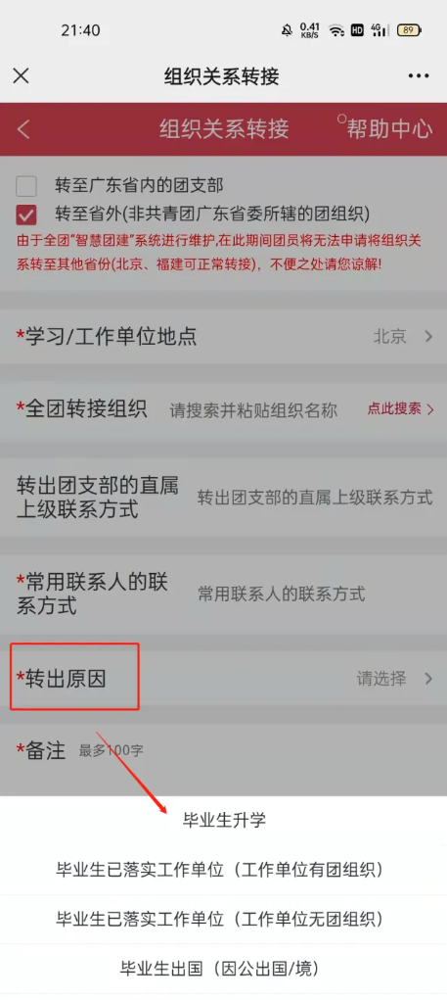 21:40
0.41
KB/S
HD
4G
89
组织关系转接
组织关系转接
帮助中心
转至广东省内的团支部
转至省外(非共青团广东省委所辖的团组织)
由于全团“智慧团建”系统进行维护,在此期间团员将无法申请将组织关
系转至其他省份(北京、福建可正常转接)，不便之处请您谅解!
*学习/工作单位地点
北京
*全团转接组织
请搜索并粘贴组织名称
点此搜索
转出团支部的直属
上级联系方式
转出团支部的直属上级联系方式
*常用联系人的联
系方式
常用联系人的联系方式
*转出原因
请选择
*备注
最多100字
毕业生升学
毕业生已落实工作单位（工作单位有团组织）
毕业生已落实工作单位（工作单位无团组织）
毕业生出国（因公出国/境）